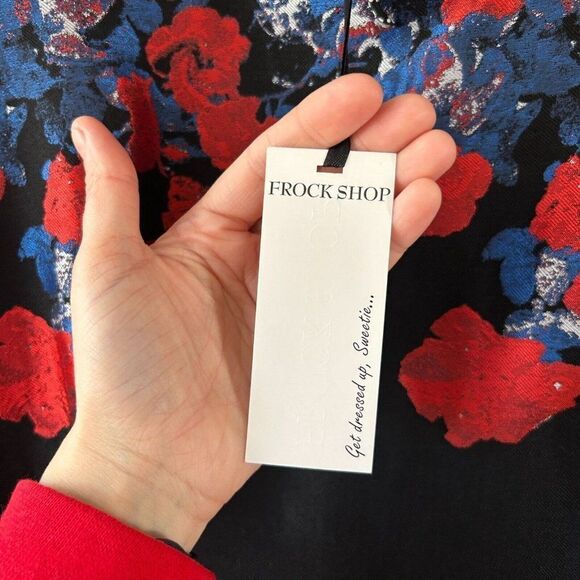 FROCK SHOP
Get dressed up, Sweetie...